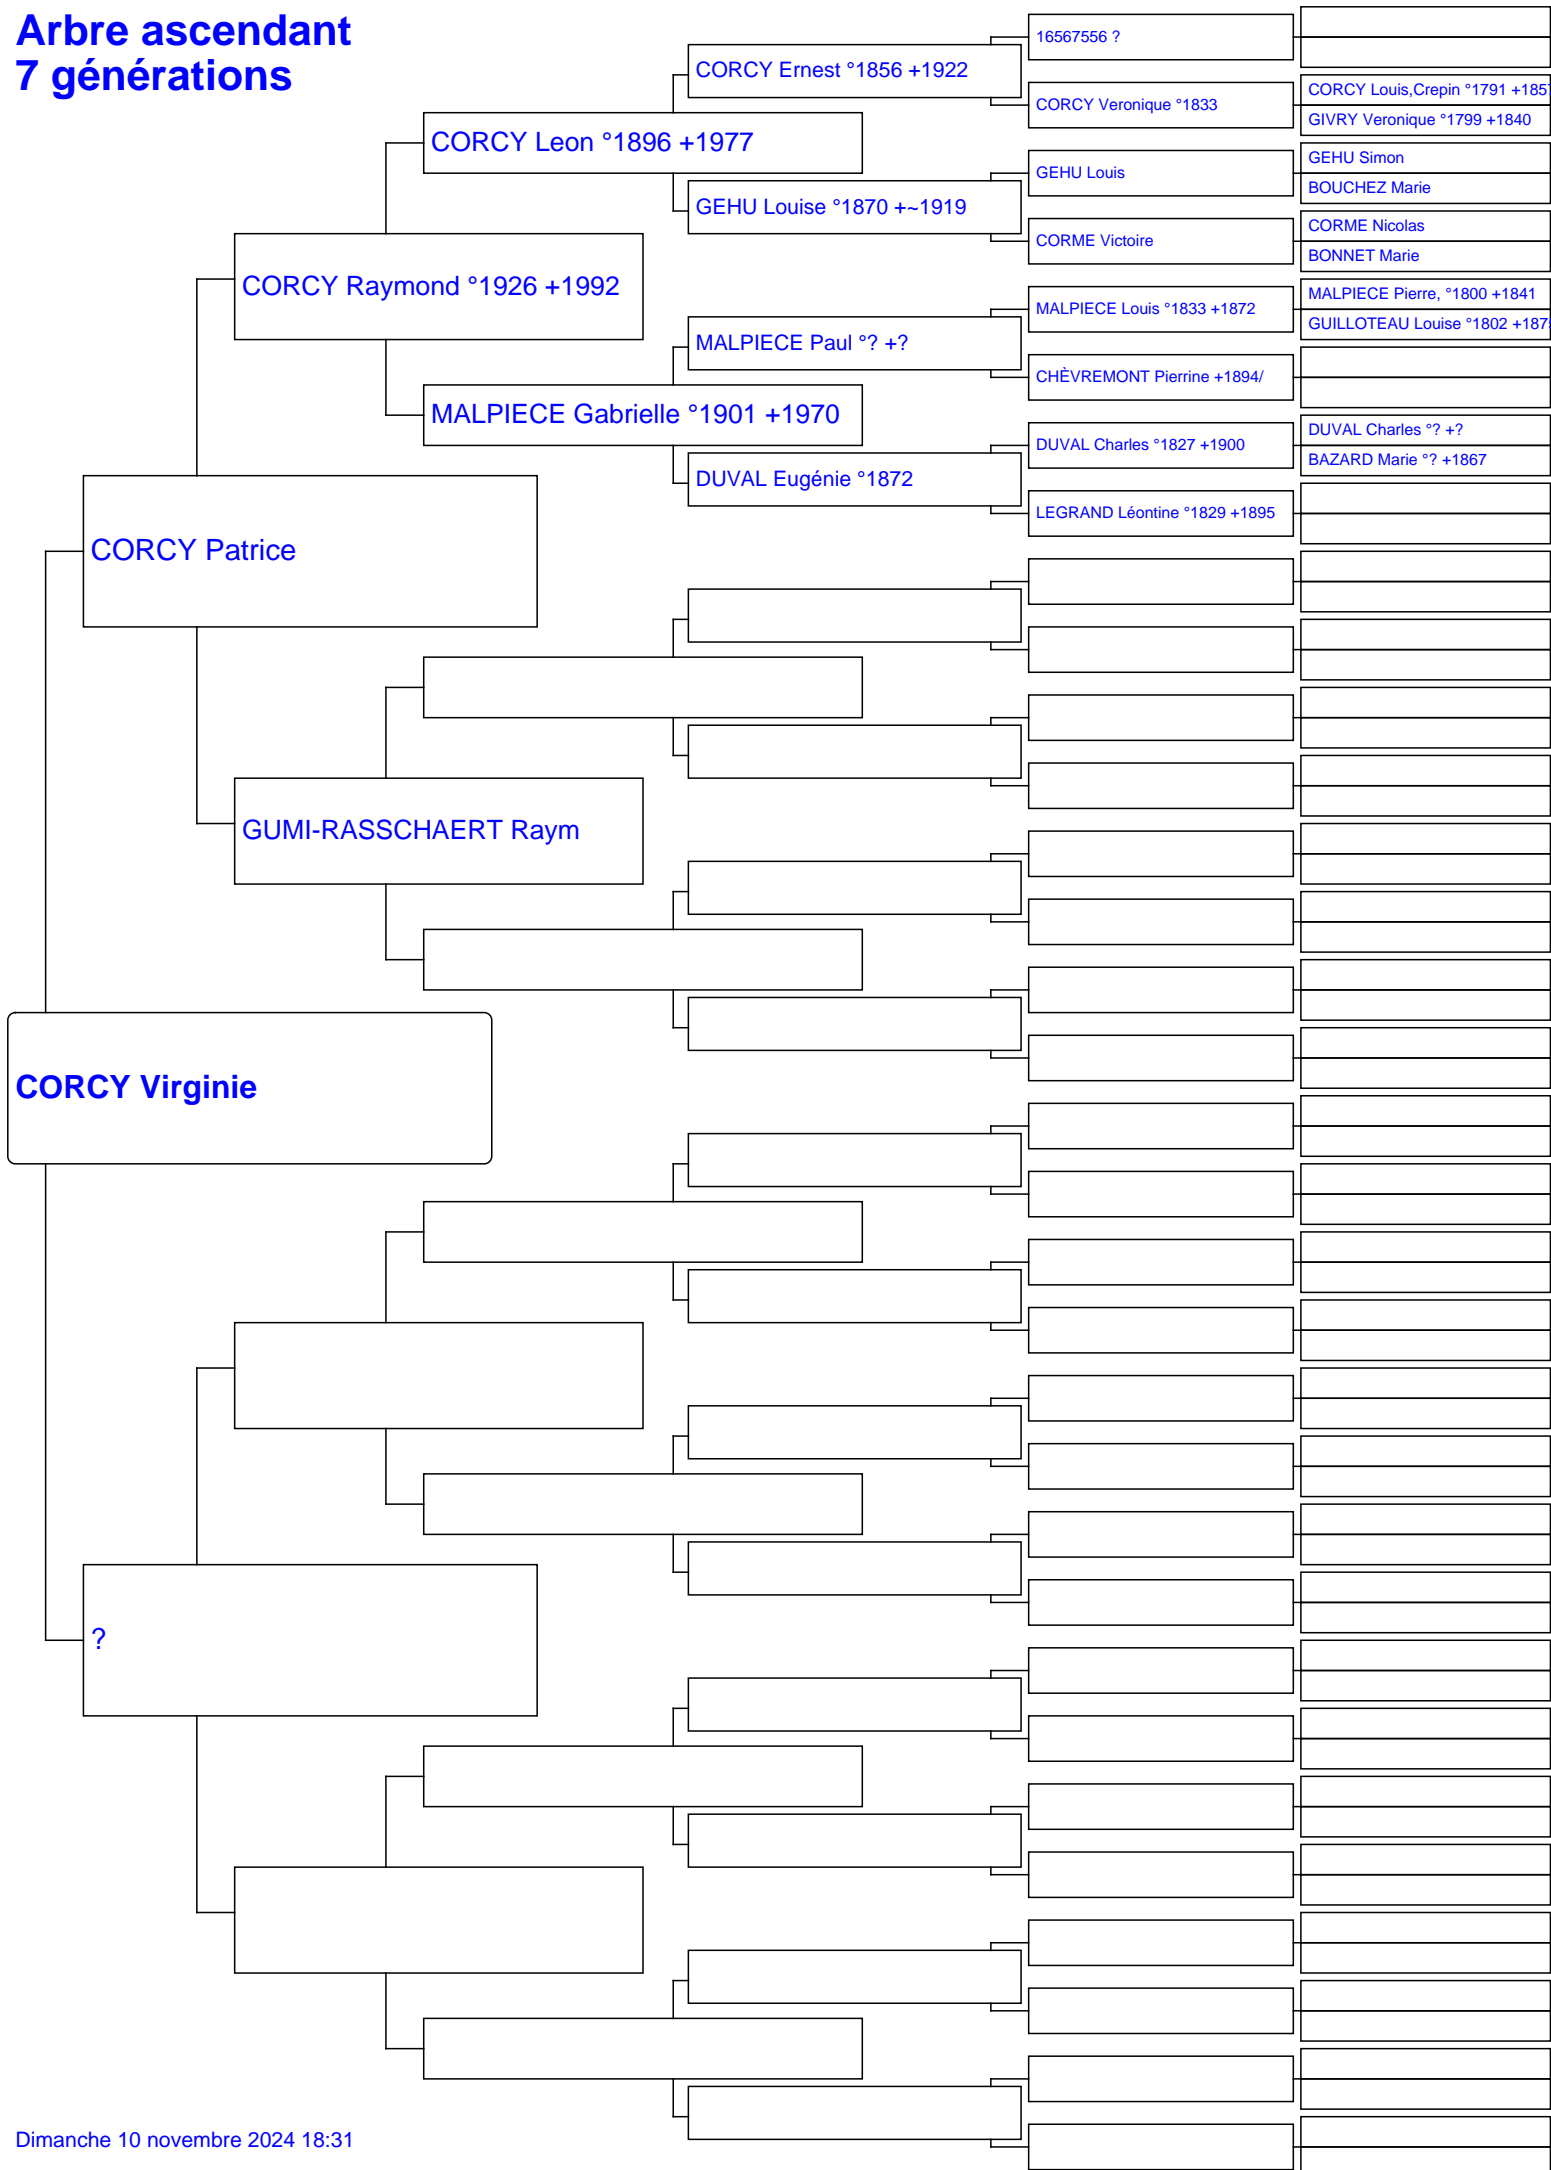 Arbre ascendant
7 générations
16567556 ?
CORCY Ernest °1856 +1922
CORCY Louis,Crepin °1791 +185
CORCY Veronique °1833
GIVRY Veronique °1799 +1840
CORCY Leon °1896 +1977
GEHU Simon
GEHU Louis
BOUCHEZ Marie
GEHU Louise °1870 +~1919
CORME Nicolas
CORME Victoire
BONNET Marie
CORCY Raymond °1926 +1992
MALPIECE Pierre, °1800 +1841
MALPIECE Louis °1833 +1872
GUILLOTEAU Louise °1802 +187
MALPIECE Paul °? +?
CHÈVREMONT Pierrine +1894/
MALPIECE Gabrielle °1901 +1970
DUVAL Charles °? +?
DUVAL Charles °1827 +1900
BAZARD Marie °? +1867
DUVAL Eugénie °1872
LEGRAND Léontine °1829 +1895
CORCY Patrice
GUMI-RASSCHAERT Raym
CORCY Virginie
?
Dimanche 10 novembre 2024 18:31